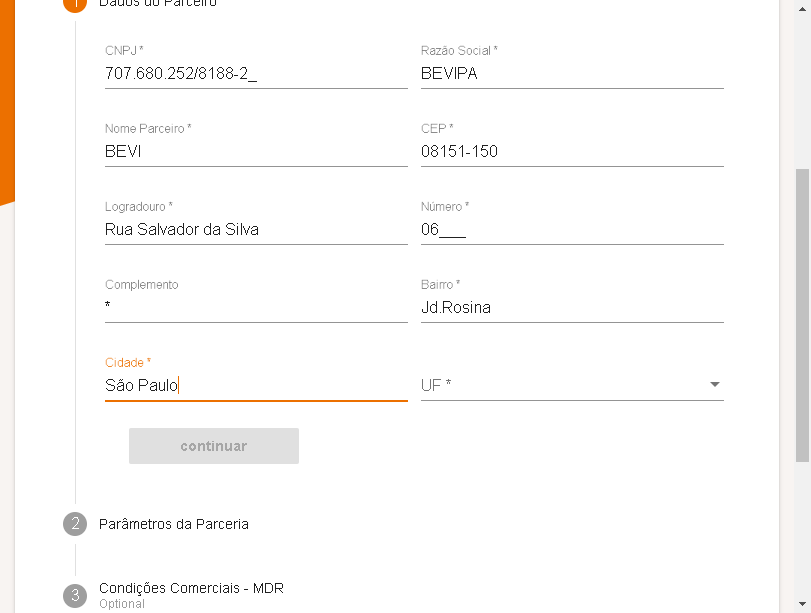 1 Dados do Parceiro
CNPJ * Razão Social *
707.680.252/8188-2_ BEVIPA
Nome Parceiro * CEP *
BEVI 08151-150
Logradouro * Número *
Rua Salvador da Silva 06___
Complemento Bairro *
* Jd.Rosina
Cidade *
São Paulo UF *
continuar
2 Parâmetros da Parceria
3 Condições Comerciais - MDR
Optional